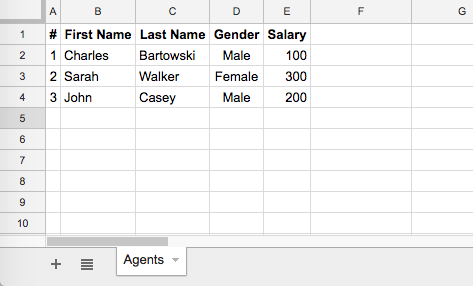 A B C D E F G
1 # First Name Last Name Gender Salary
2 1 Charles Bartowski Male 100
3 2 Sarah Walker Female 300
4 3 John Casey Male 200
5
6
7
8
9
10
+ Agents